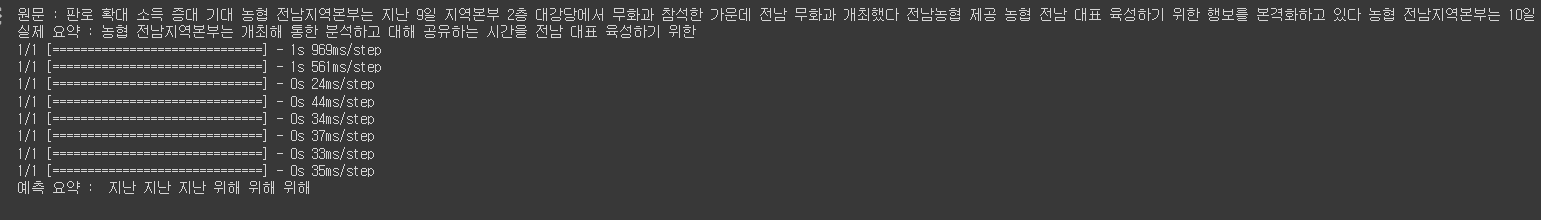 원문 : 판로 확대 소득 증대 기대 농협 전남지역본부는 지난 9일 지역본부 2층 대강당에서 무화과 참석한 가운데 전남 무화과 개최했다 전남농협 제공 농협 전남 대표 육성하기 위한 행보를 본격화하고 있다 농협 전남지역본부는 10일
실제 요약 : 농협 전남지역본부는 개최해 통한 분석하고 대해 공유하는 시간을 전남 대표 육성하기 위한
1/1 [==============================] - 1s 969ms/step
1/1 [==============================] - 1s 561ms/step
1/1 [==============================] - 0s 24ms/step
1/1 [==============================] - 0s 44ms/step
1/1 [==============================] - 0s 34ms/step
1/1 [==============================] - 0s 37ms/step
1/1 [==============================] - 0s 33ms/step
1/1 [==============================] - 0s 35ms/step
예측 요약 :  지난 지난 지난 위해 위해 위해